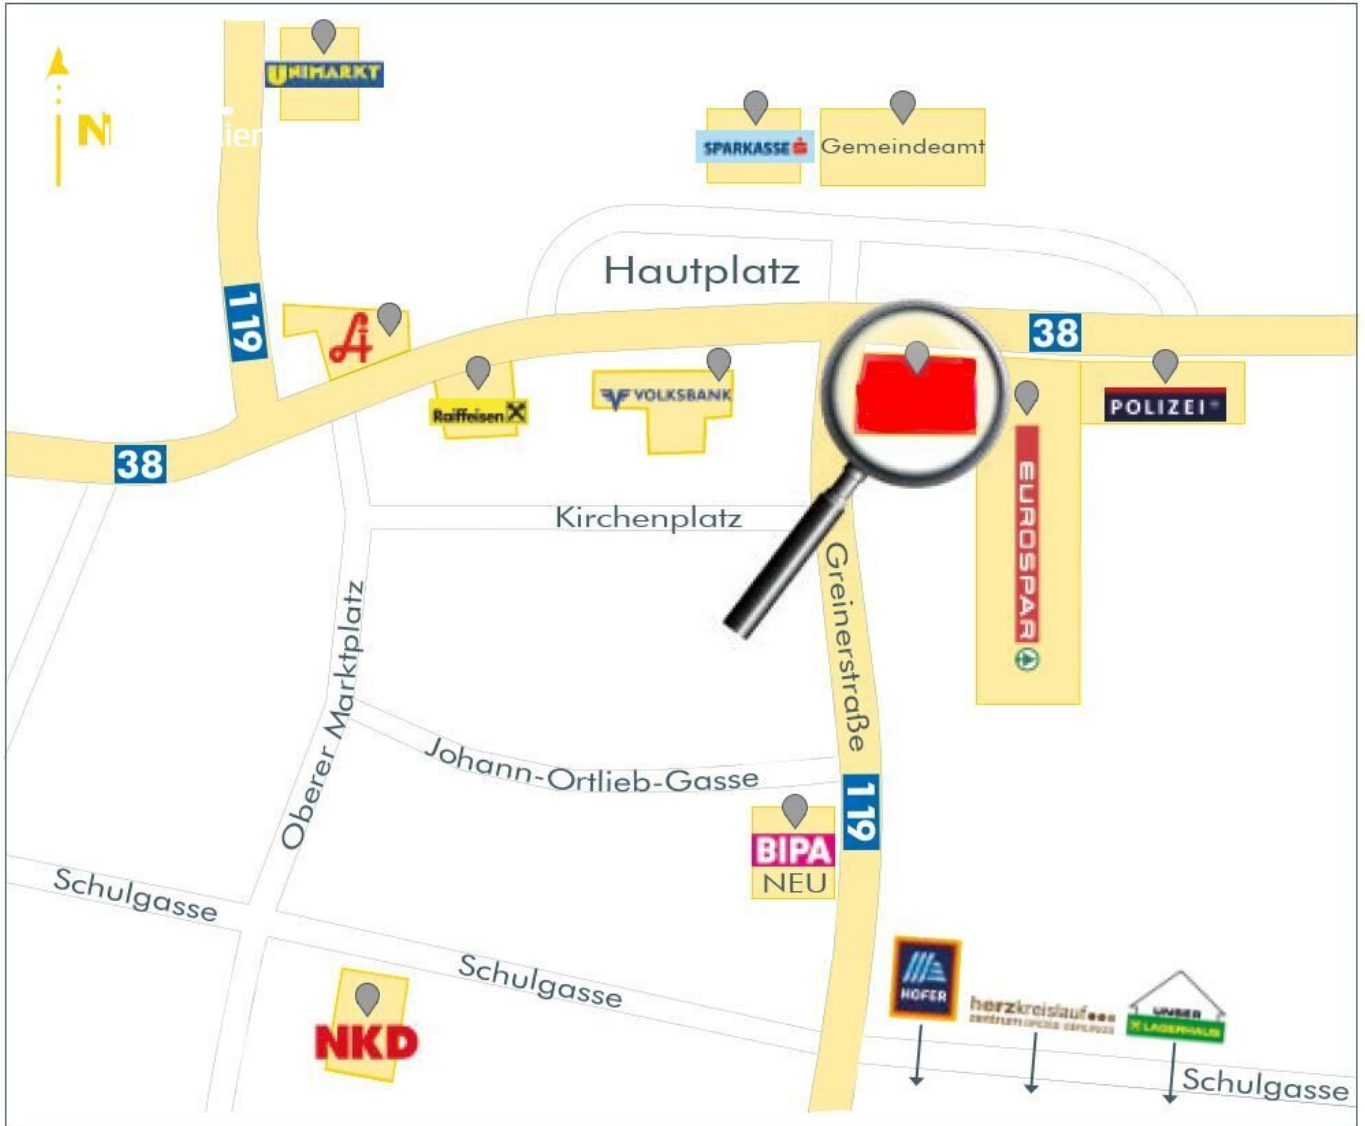 UNIMARKT
N
SPARKASSE
Gemeindeamt
Hautplatz
119
38
Raiffeisen
VOLKSBANK
POLIZEI
38
EUROSPAR
Kirchenplatz
Greinerstraße
Oberer Marktplatz
Johann-Ortlieb-Gasse
119
BIPA
NEU
Schulgasse
Schulgasse
HOFER
herzkreislauf
UNSER
LAGERHAUS
NKD
Schulgasse